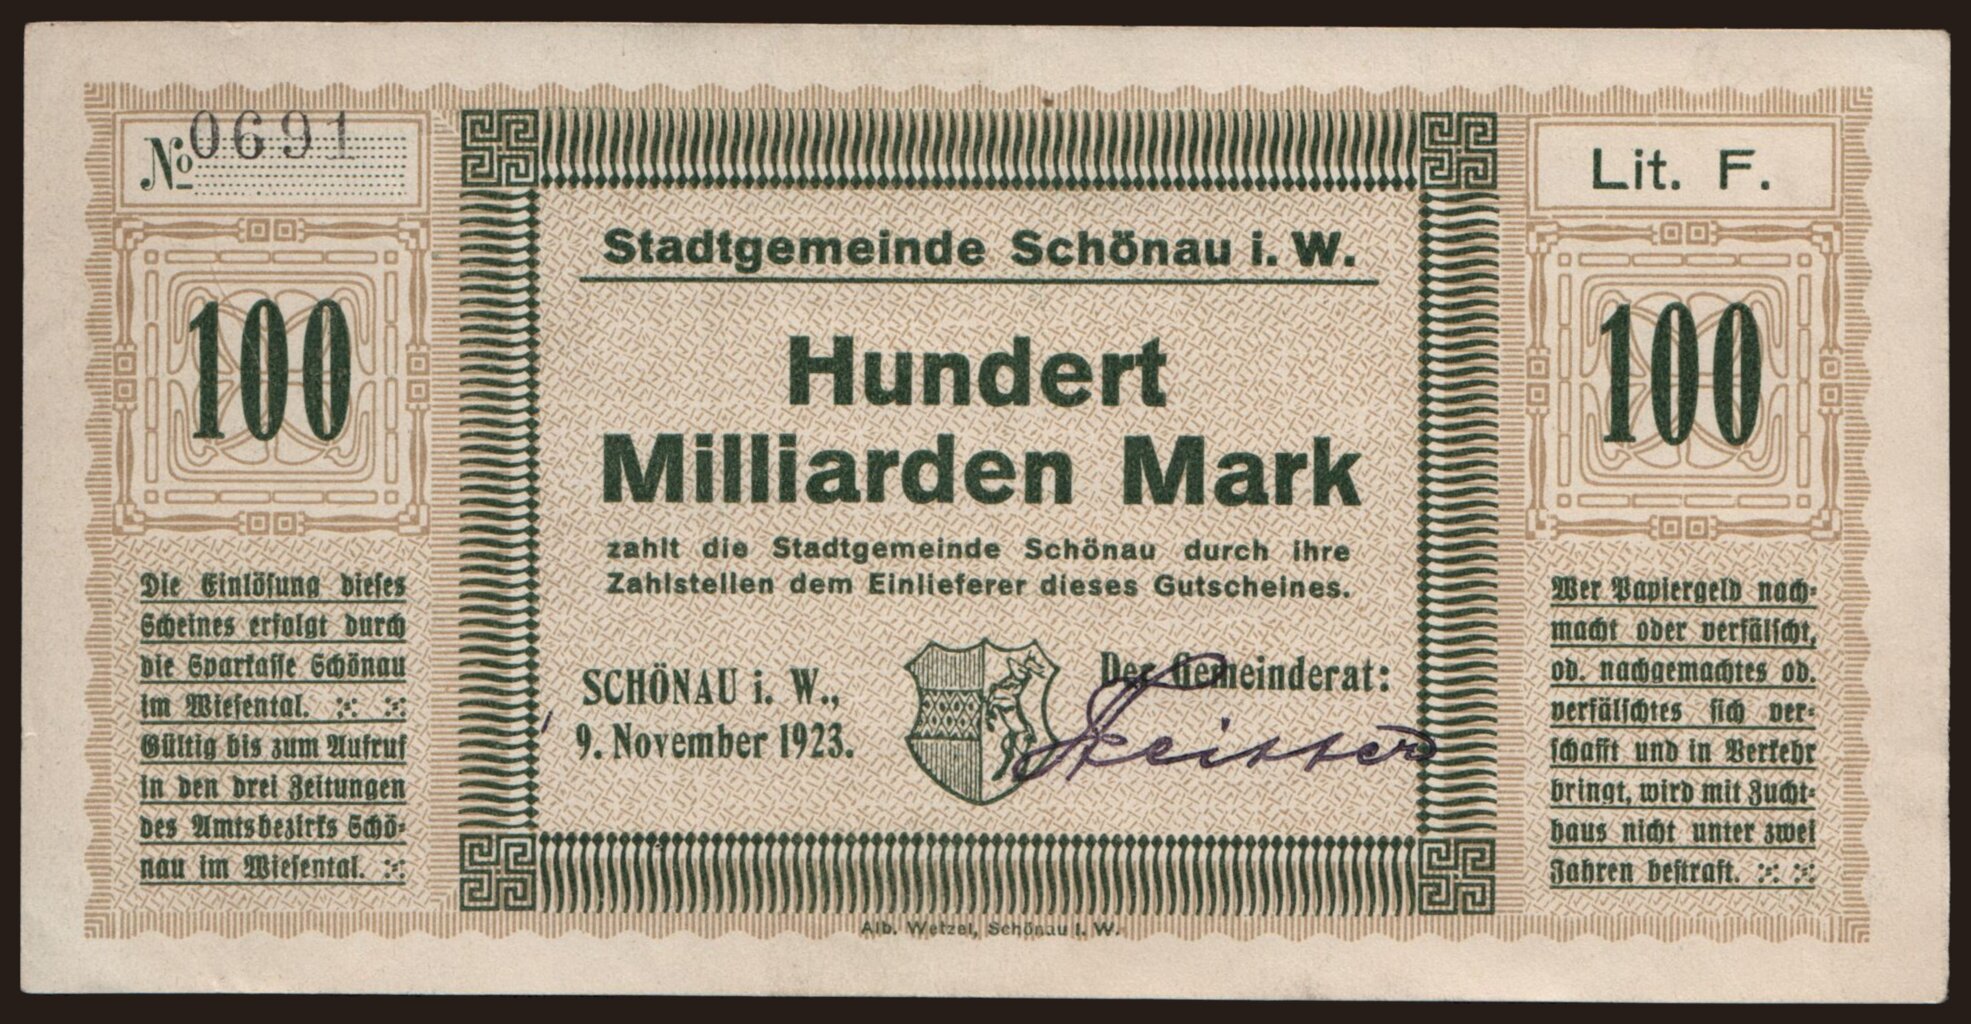 № 0691
100
Die Einlösung dieses
Scheines erfolgt durch
die Sparkasse Schönau
im Wiesental.
Gültig bis zum Aufruf
in den drei Zeitungen
des Amtsbezirks Schö-
nau im Wiesental.
Stadtgemeinde Schönau i. W.
Hundert
Milliarden Mark
zahlt die Stadtgemeinde Schönau durch ihre
Zahlstellen dem Einlieferer dieses Gutscheines.
SCHÖNAU i. W.,
9. November 1923.
Der Gemeinderat:
Alb. Wetzel, Schönau i. W.
Lit. F.
100
Wer Papiergeld nach-
macht oder verfälscht,
od. nachgemachtes od.
verfälschtes sich ver-
schafft und in Verkehr
bringt, wird mit Zucht-
haus nicht unter zwei
Jahren bestraft.